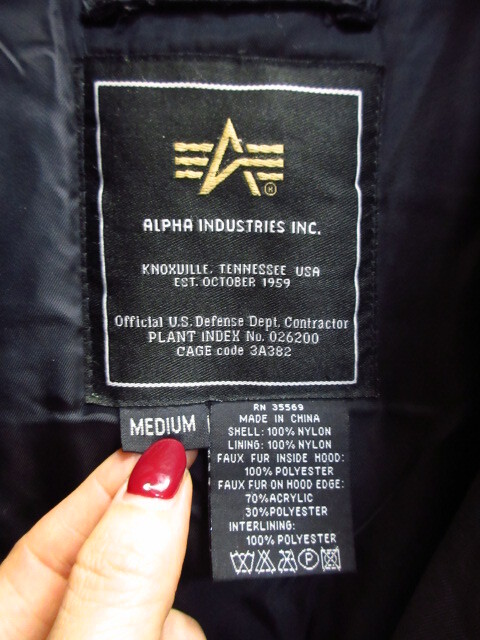 ALPHA INDUSTRIES INC.
KNOXVILLE, TENNESSEE USA
EST. OCTOBER 1959
Official U.S. Defense Dept. Contractor
PLANT INDEX No. 026200
CAGE code 3A382
MEDIUM
RN 35569
MADE IN CHINA
SHELL: 100% NYLON
LINING: 100% NYLON
FAUX FUR INSIDE HOOD:
100% POLYESTER
FAUX FUR ON HOOD EDGE:
70% ACRYLIC
30% POLYESTER
INTERLINING:
100% POLYESTER